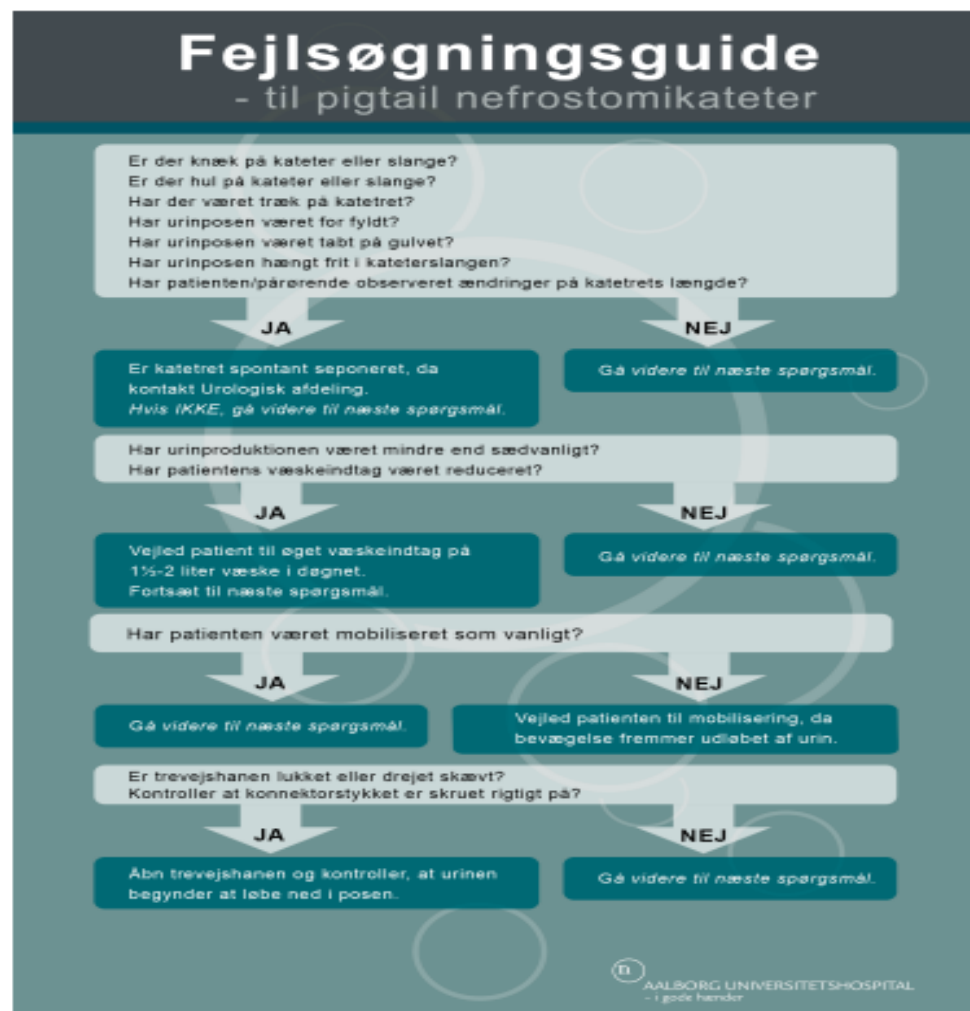 Fejlsøgningsguide
- til pigtail nefrostomikateter
Er der knæk på kateter eller slange?
Er der hul på kateter eller slange?
Har der været træk på katetret?
Har urinposen været for fyldt?
Har urinposen været tabt på gulvet?
Har urinposen hængt frit i kateterslangen?
Har patienten/pårørende observeret ændringer på katetrets længde?
JA
NEJ
Er katetret spontant seponeret, da
kontakt Urologisk afdeling.
Hvis IKKE, gå videre til næste spørgsmål.
Gå videre til næste spørgsmål.
Har urinproduktionen været mindre end sædvanligt?
Har patientens væskeindtag været reduceret?
JA
NEJ
Vejled patient til øget væskeindtag på
1½-2 liter væske i døgnet.
Fortsæt til næste spørgsmål.
Gå videre til næste spørgsmål.
Har patienten været mobiliseret som vanligt?
JA
NEJ
Gå videre til næste spørgsmål.
Vejled patienten til mobilisering, da
bevægelse fremmer udløbet af urin.
Er trevejshanen lukket eller drejet skævt?
Kontroller at konnektorstykket er skruet rigtigt på?
JA
NEJ
Åbn trevejshanen og kontroller, at urinen
begynder at løbe ned i posen.
Gå videre til næste spørgsmål.
n
AALBORG UNIVERSITETSHOSPITAL
– i gode hænder